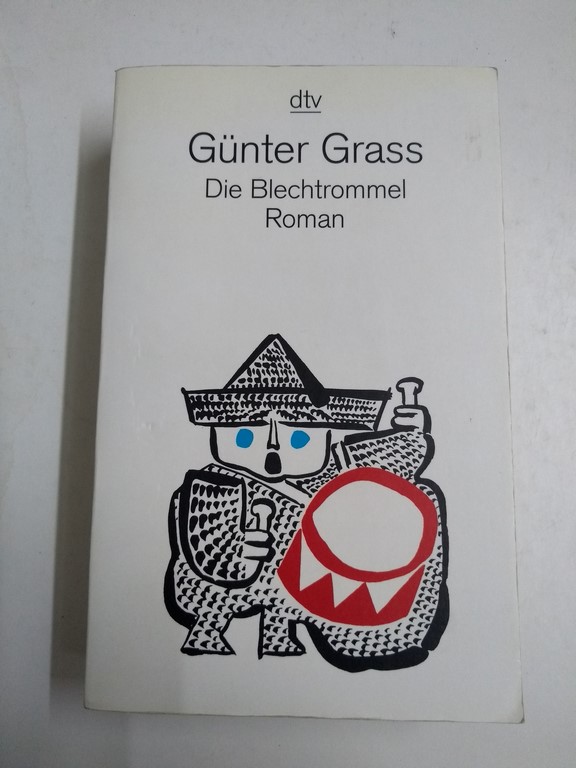 dtv
Günter Grass
Die Blechtrommel
Roman